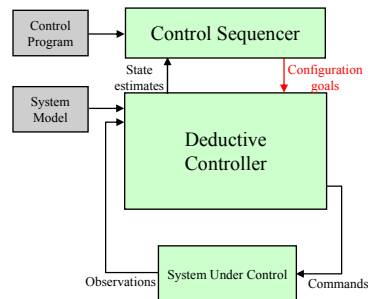 Control
Program
Control Sequencer
State
estimates
Configuration
goals
System
Model
Deductive
Controller
System Under Control
Observations
Commands